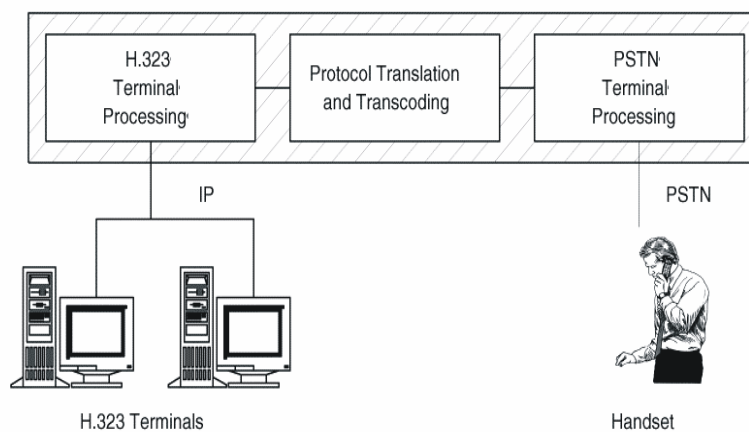 H.323
Terminal
Processing
Protocol Translation
and Transcoding
PSTN
Terminal
Processing
IP
PSTN
H.323 Terminals
Handset